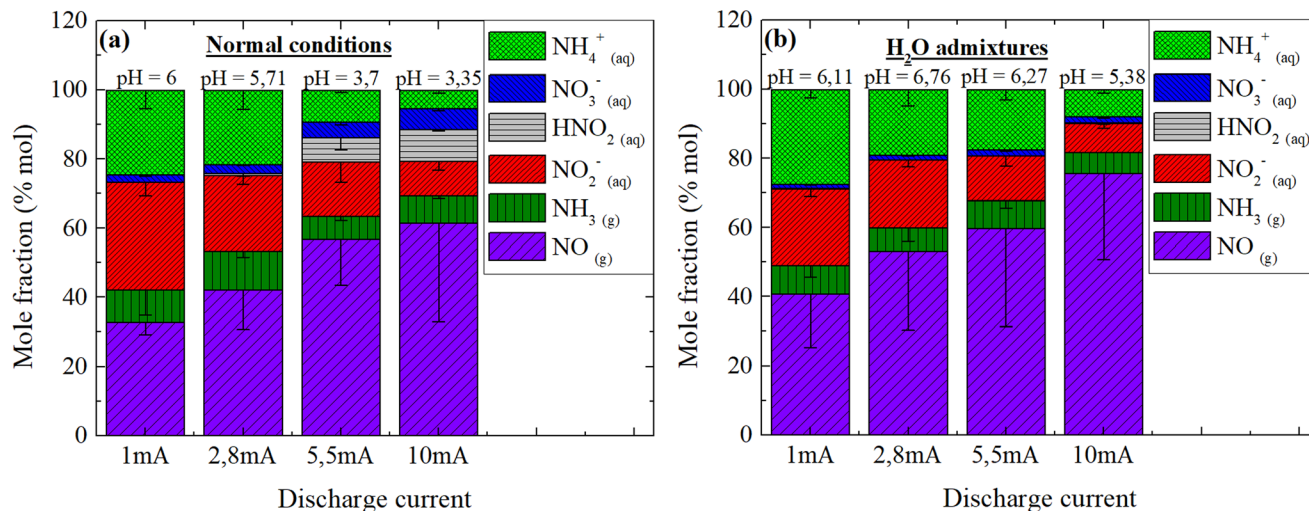 (a)
Normal conditions
pH = 6
pH = 5,71
pH = 3,7
pH = 3,35
NH₄⁺ (aq)
NO₃⁻ (aq)
HNO₂ (aq)
NO₂⁻ (aq)
NH₃ (g)
NO (g)
Mole fraction (% mol)
120
100
80
60
40
20
0
1mA
2,8mA
5,5mA
10mA
Discharge current
(b)
H₂O admixtures
pH = 6,11
pH = 6,76
pH = 6,27
pH = 5,38
NH₄⁺ (aq)
NO₃⁻ (aq)
HNO₂ (aq)
NO₂⁻ (aq)
NH₃ (g)
NO (g)
Mole fraction (% mol)
120
100
80
60
40
20
0
1mA
2,8mA
5,5mA
10mA
Discharge current